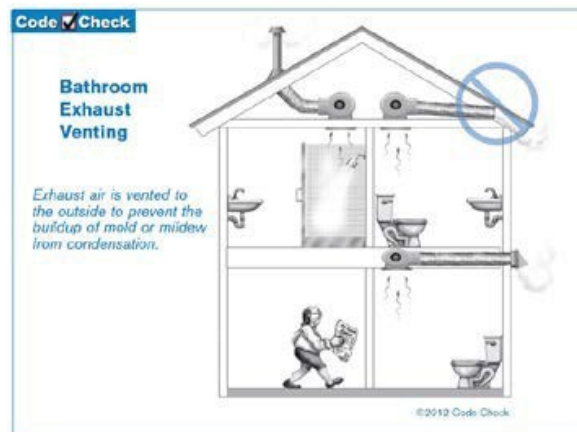 Code Check
Bathroom
Exhaust
Venting
Exhaust air is vented to
the outside to prevent the
buildup of mold or mildew
from condensation.
©2012 Code Check